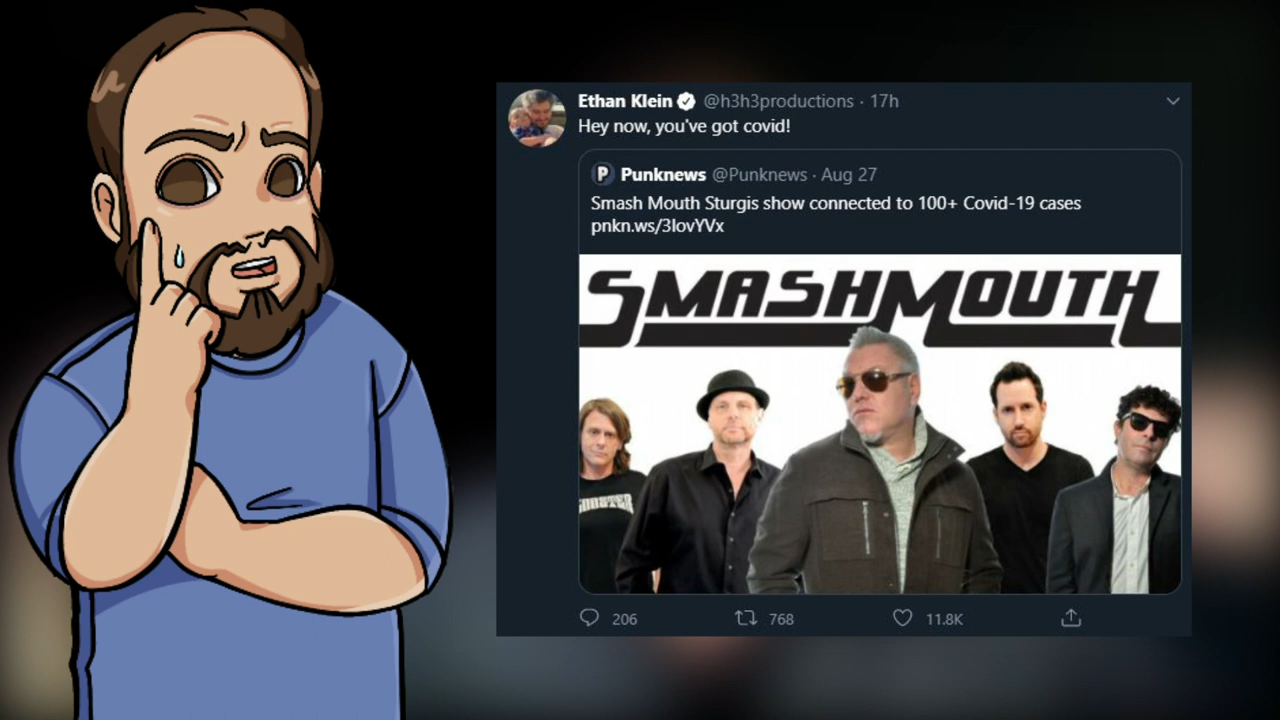 Ethan Klein @h3h3productions · 17h
Hey now, you've got covid!
P Punknews @Punknews · Aug 27
Smash Mouth Sturgis show connected to 100+ Covid-19 cases
pnkn.ws/3lovYVx
SMASHMOUTH
206 768 11.8K